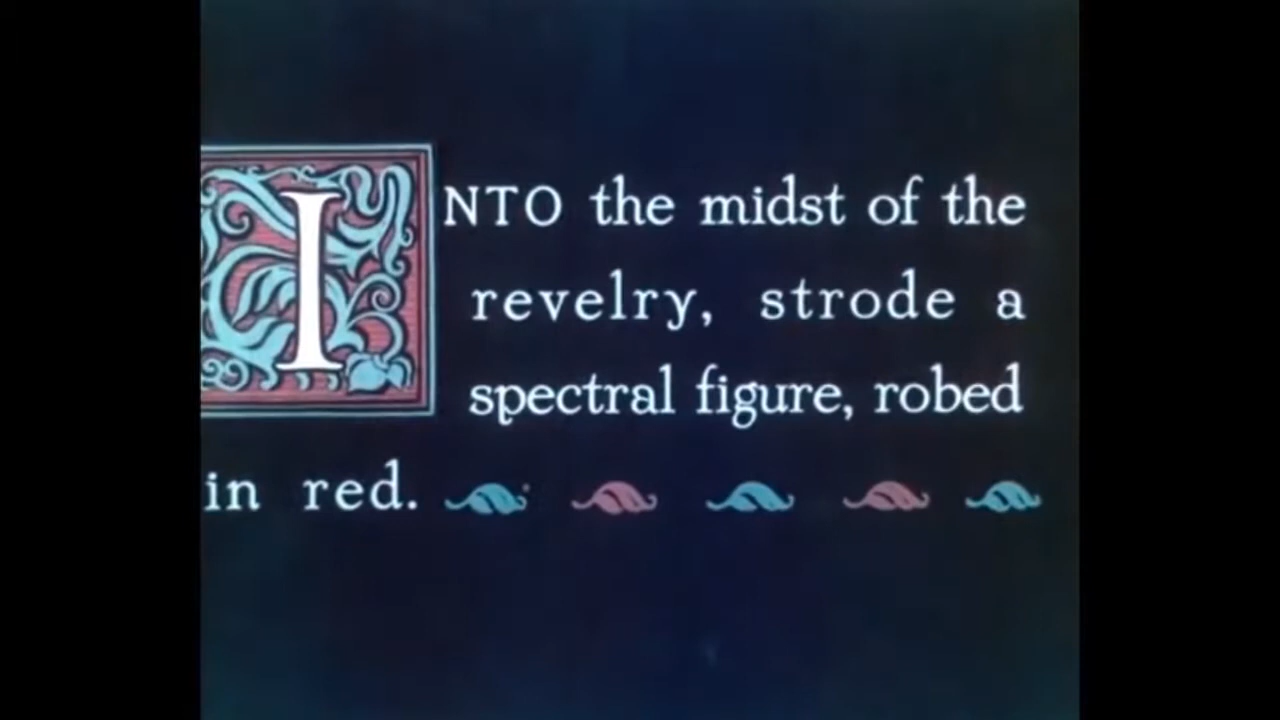 INTO the midst of the
revelry, strode a
spectral figure, robed
in red.